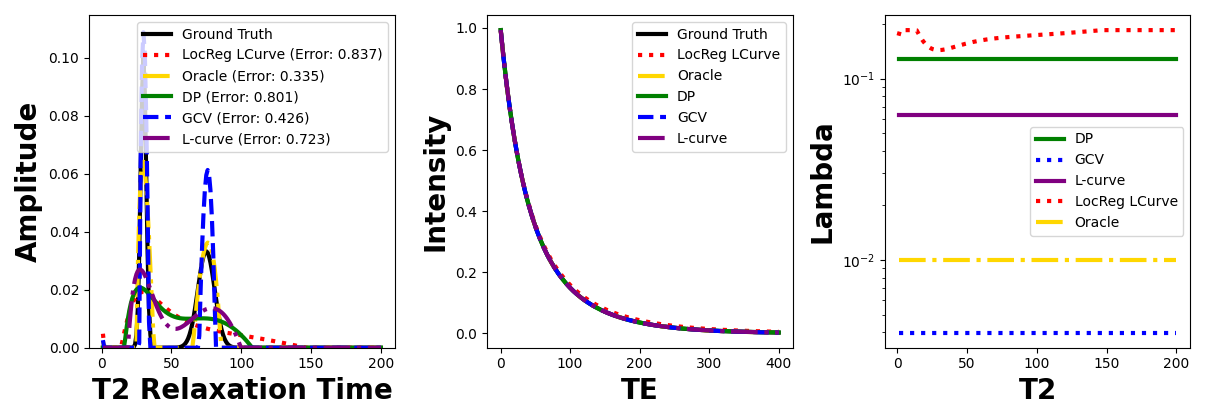 Amplitude
0.10
0.08
0.06
0.04
0.02
0.00
0
50
100
150
200
T2 Relaxation Time
Ground Truth
LocReg LCurve (Error: 0.837)
Oracle (Error: 0.335)
DP (Error: 0.801)
GCV (Error: 0.426)
L-curve (Error: 0.723)
Intensity
1.0
0.8
0.6
0.4
0.2
0.0
0
100
200
300
400
TE
Ground Truth
LocReg LCurve
Oracle
DP
GCV
L-curve
Lambda
10⁻¹
10⁻²
0
50
100
150
200
T2
DP
GCV
L-curve
LocReg LCurve
Oracle